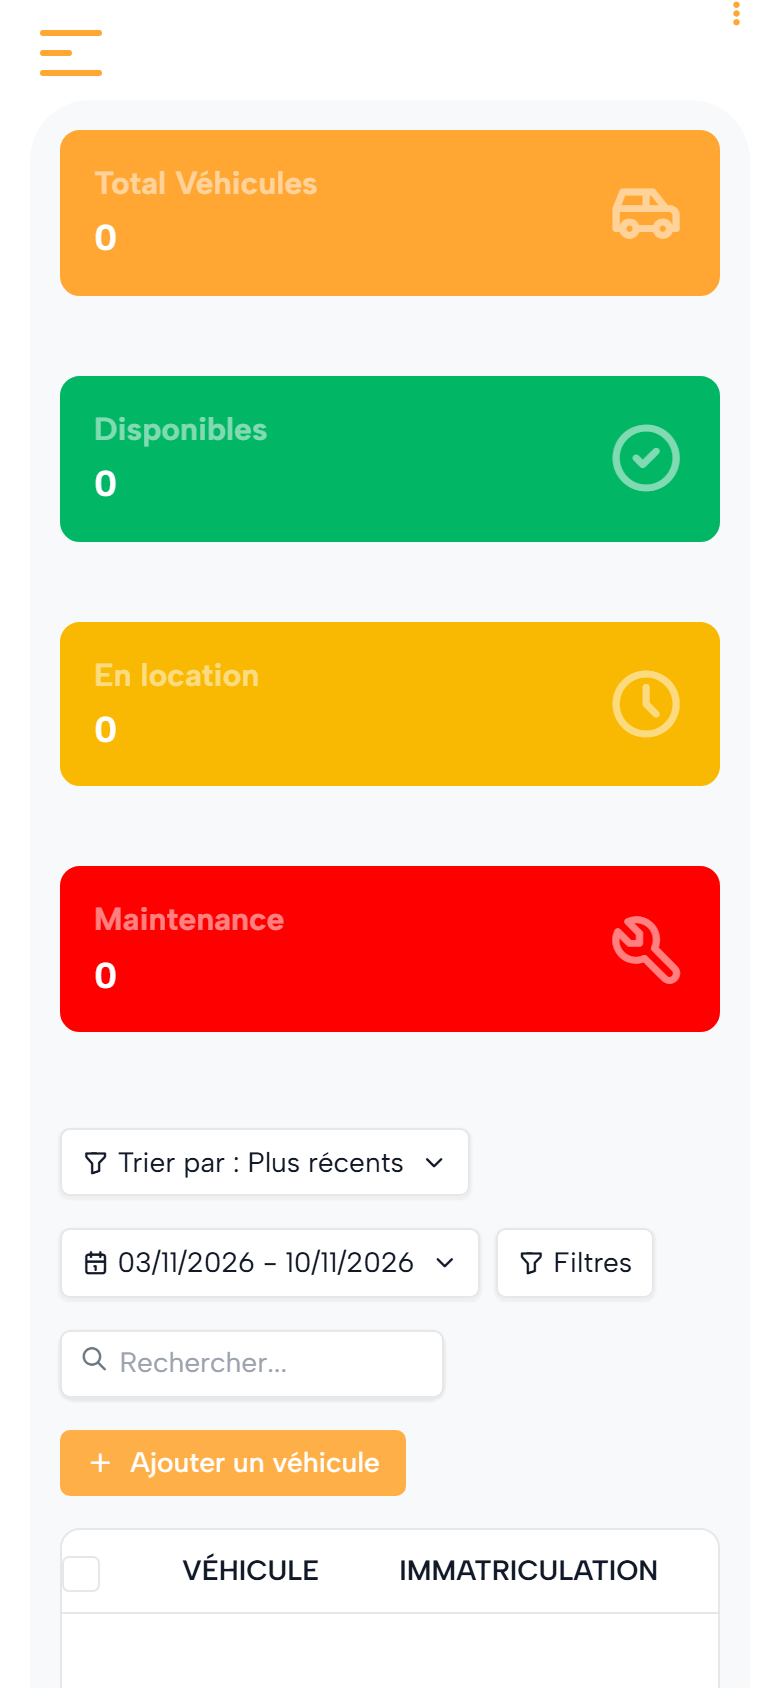 Total Véhicules
0
Disponibles
0
En location
0
Maintenance
0
Trier par : Plus récents
03/11/2026 - 10/11/2026 Filtres
Rechercher...
+ Ajouter un véhicule
VÉHICULE IMMATRICULATION